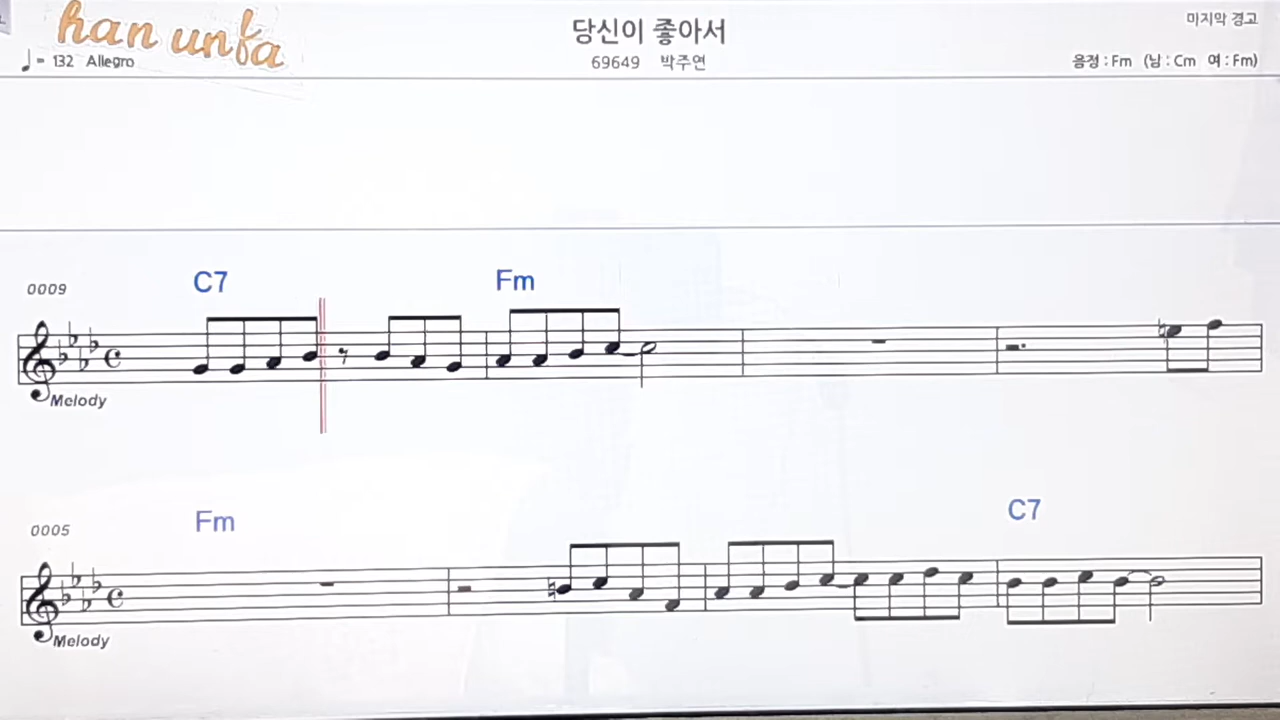 han unfa
당신이 좋아서
마지막 경고
♩= 132 Allegro
69649 박주연
음정 : Fm (남 : Cm 여 : Fm)
0009
C7 Fm
Melody
0005
Fm C7
Melody